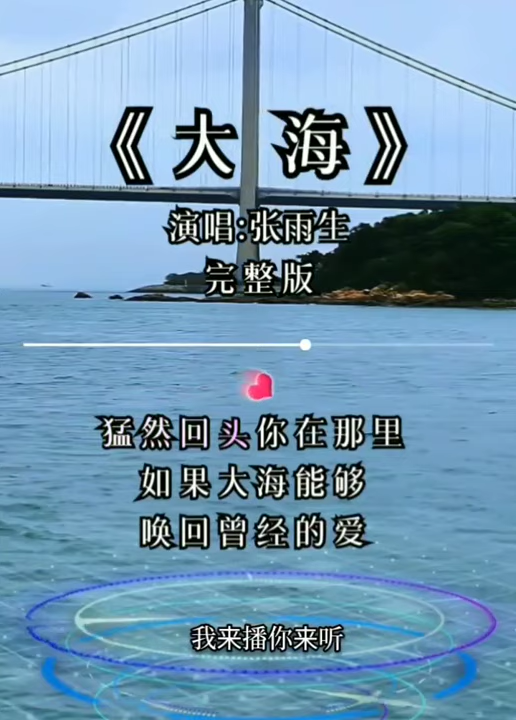 《大海》
演唱:张雨生
完整版
猛然回头你在那里
如果大海能够
唤回曾经的爱
我来播你来听